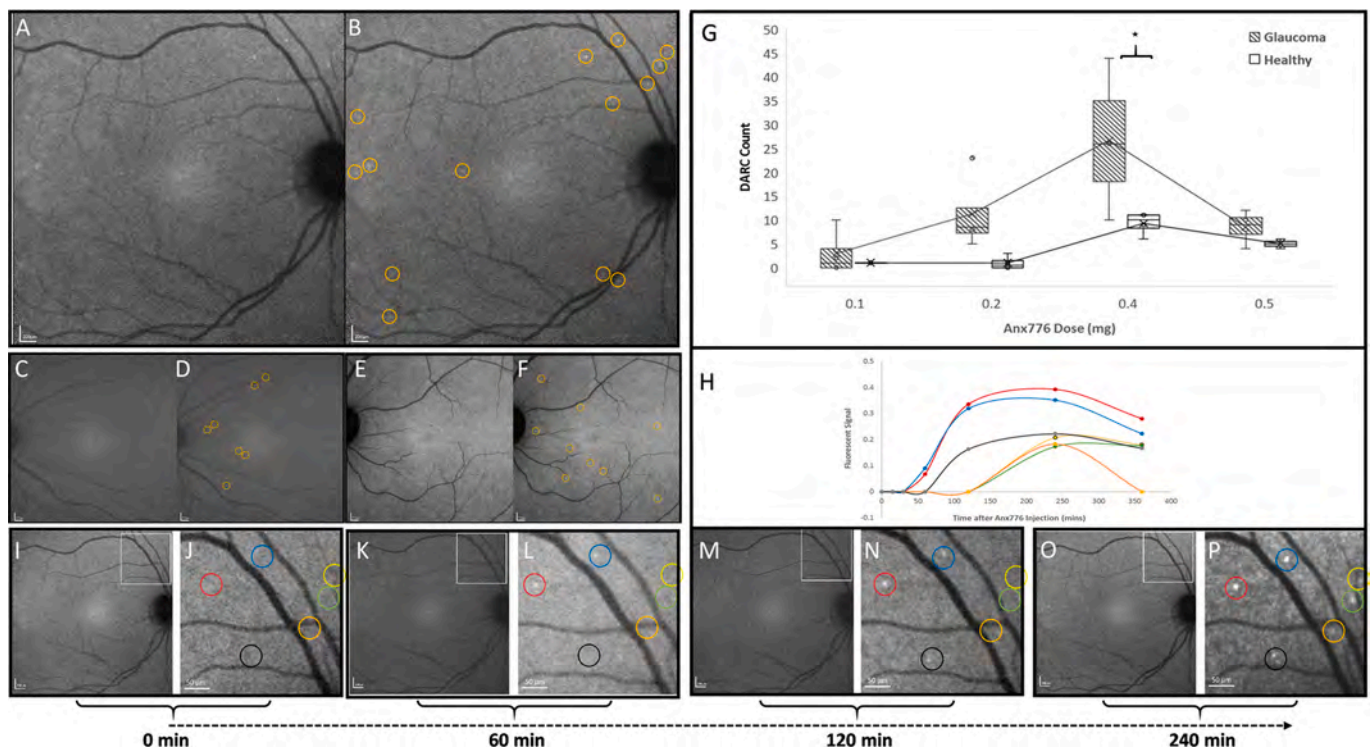 A
B
C
D
E
F
G
50
45
40
35
30
25
20
15
10
5
0
DARC Count
0.1 0.2 0.4 0.5
Anx776 Dose (mg)
*
Glaucoma
Healthy
H
0.5
0.4
0.3
0.2
0.1
0
-0.1
Fluorescent Signal
0 50 100 150 200 250 300 350 400
Time after Anx776 Injection (mins)
I
J
50 µm
K
L
50 µm
M
N
50 µm
O
P
50 µm
0 min
60 min
120 min
240 min